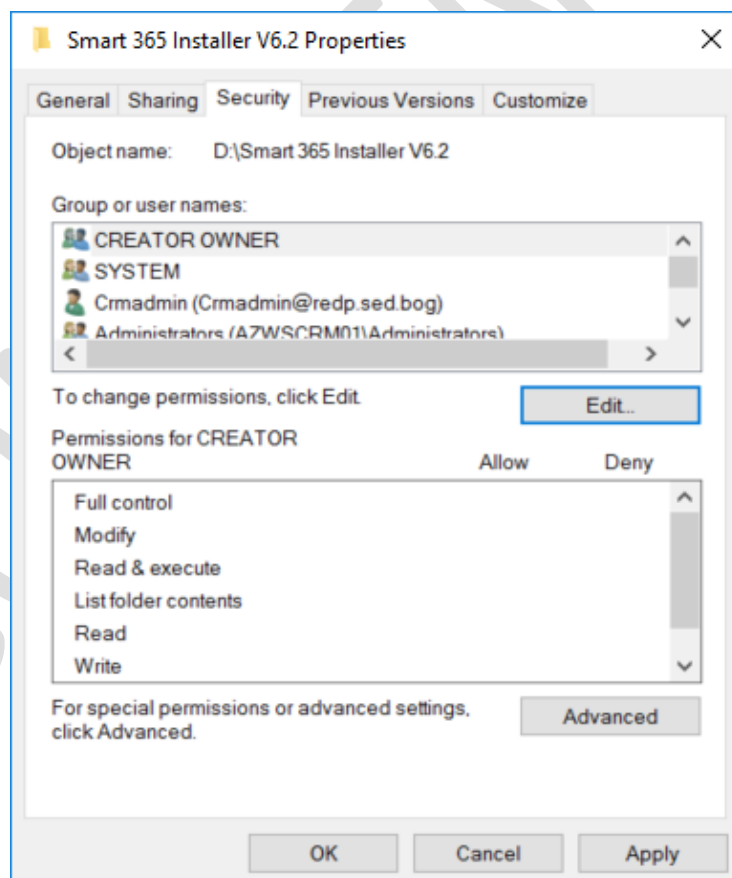 Smart 365 Installer V6.2 Properties
General Sharing Security Previous Versions Customize
Object name: D:\Smart 365 Installer V6.2
Group or user names:
CREATOR OWNER
SYSTEM
Crmadmin (Crmadmin@redp.sed.bog)
Administrators (AZWSCRM01\Administrators)
To change permissions, click Edit.
Edit...
Permissions for CREATOR
OWNER Allow Deny
Full control
Modify
Read & execute
List folder contents
Read
Write
For special permissions or advanced settings,
click Advanced.
Advanced
OK Cancel Apply